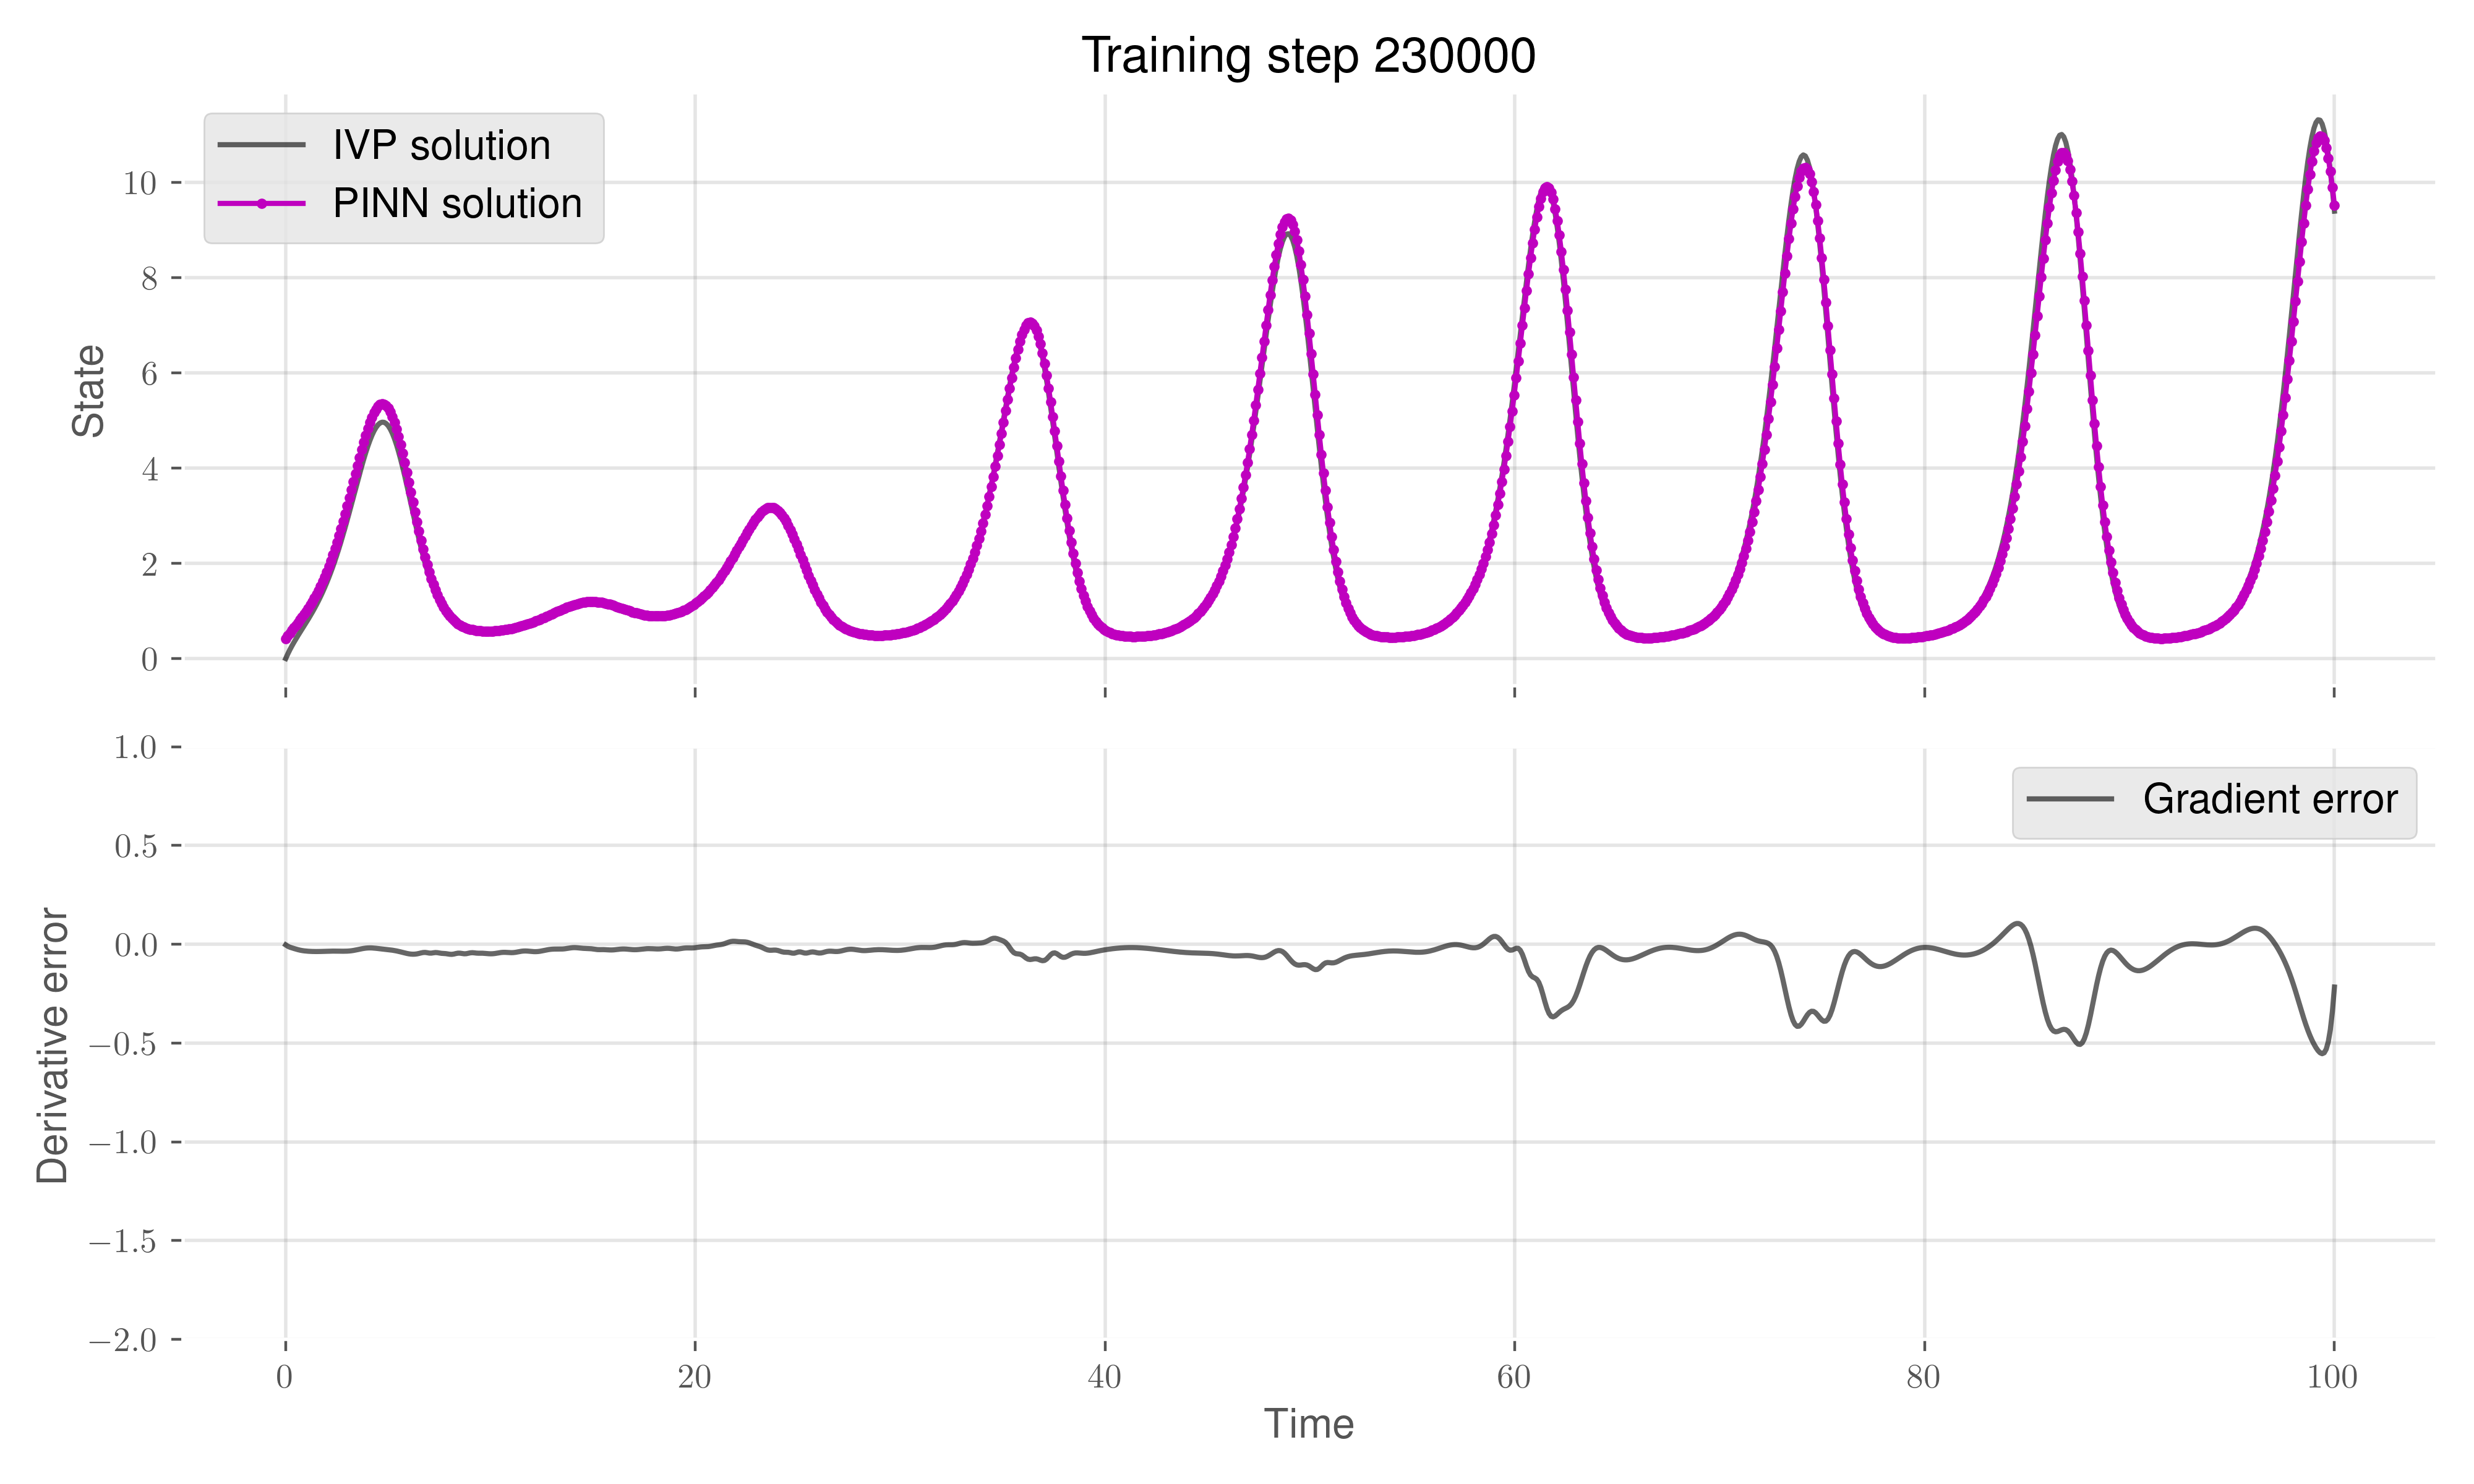 Training step 230000
IVP solution
PINN solution
10
8
6
4
2
0
State
1.0
0.5
0.0
−0.5
−1.0
−1.5
−2.0
Derivative error
Gradient error
0 20 40 60 80 100
Time